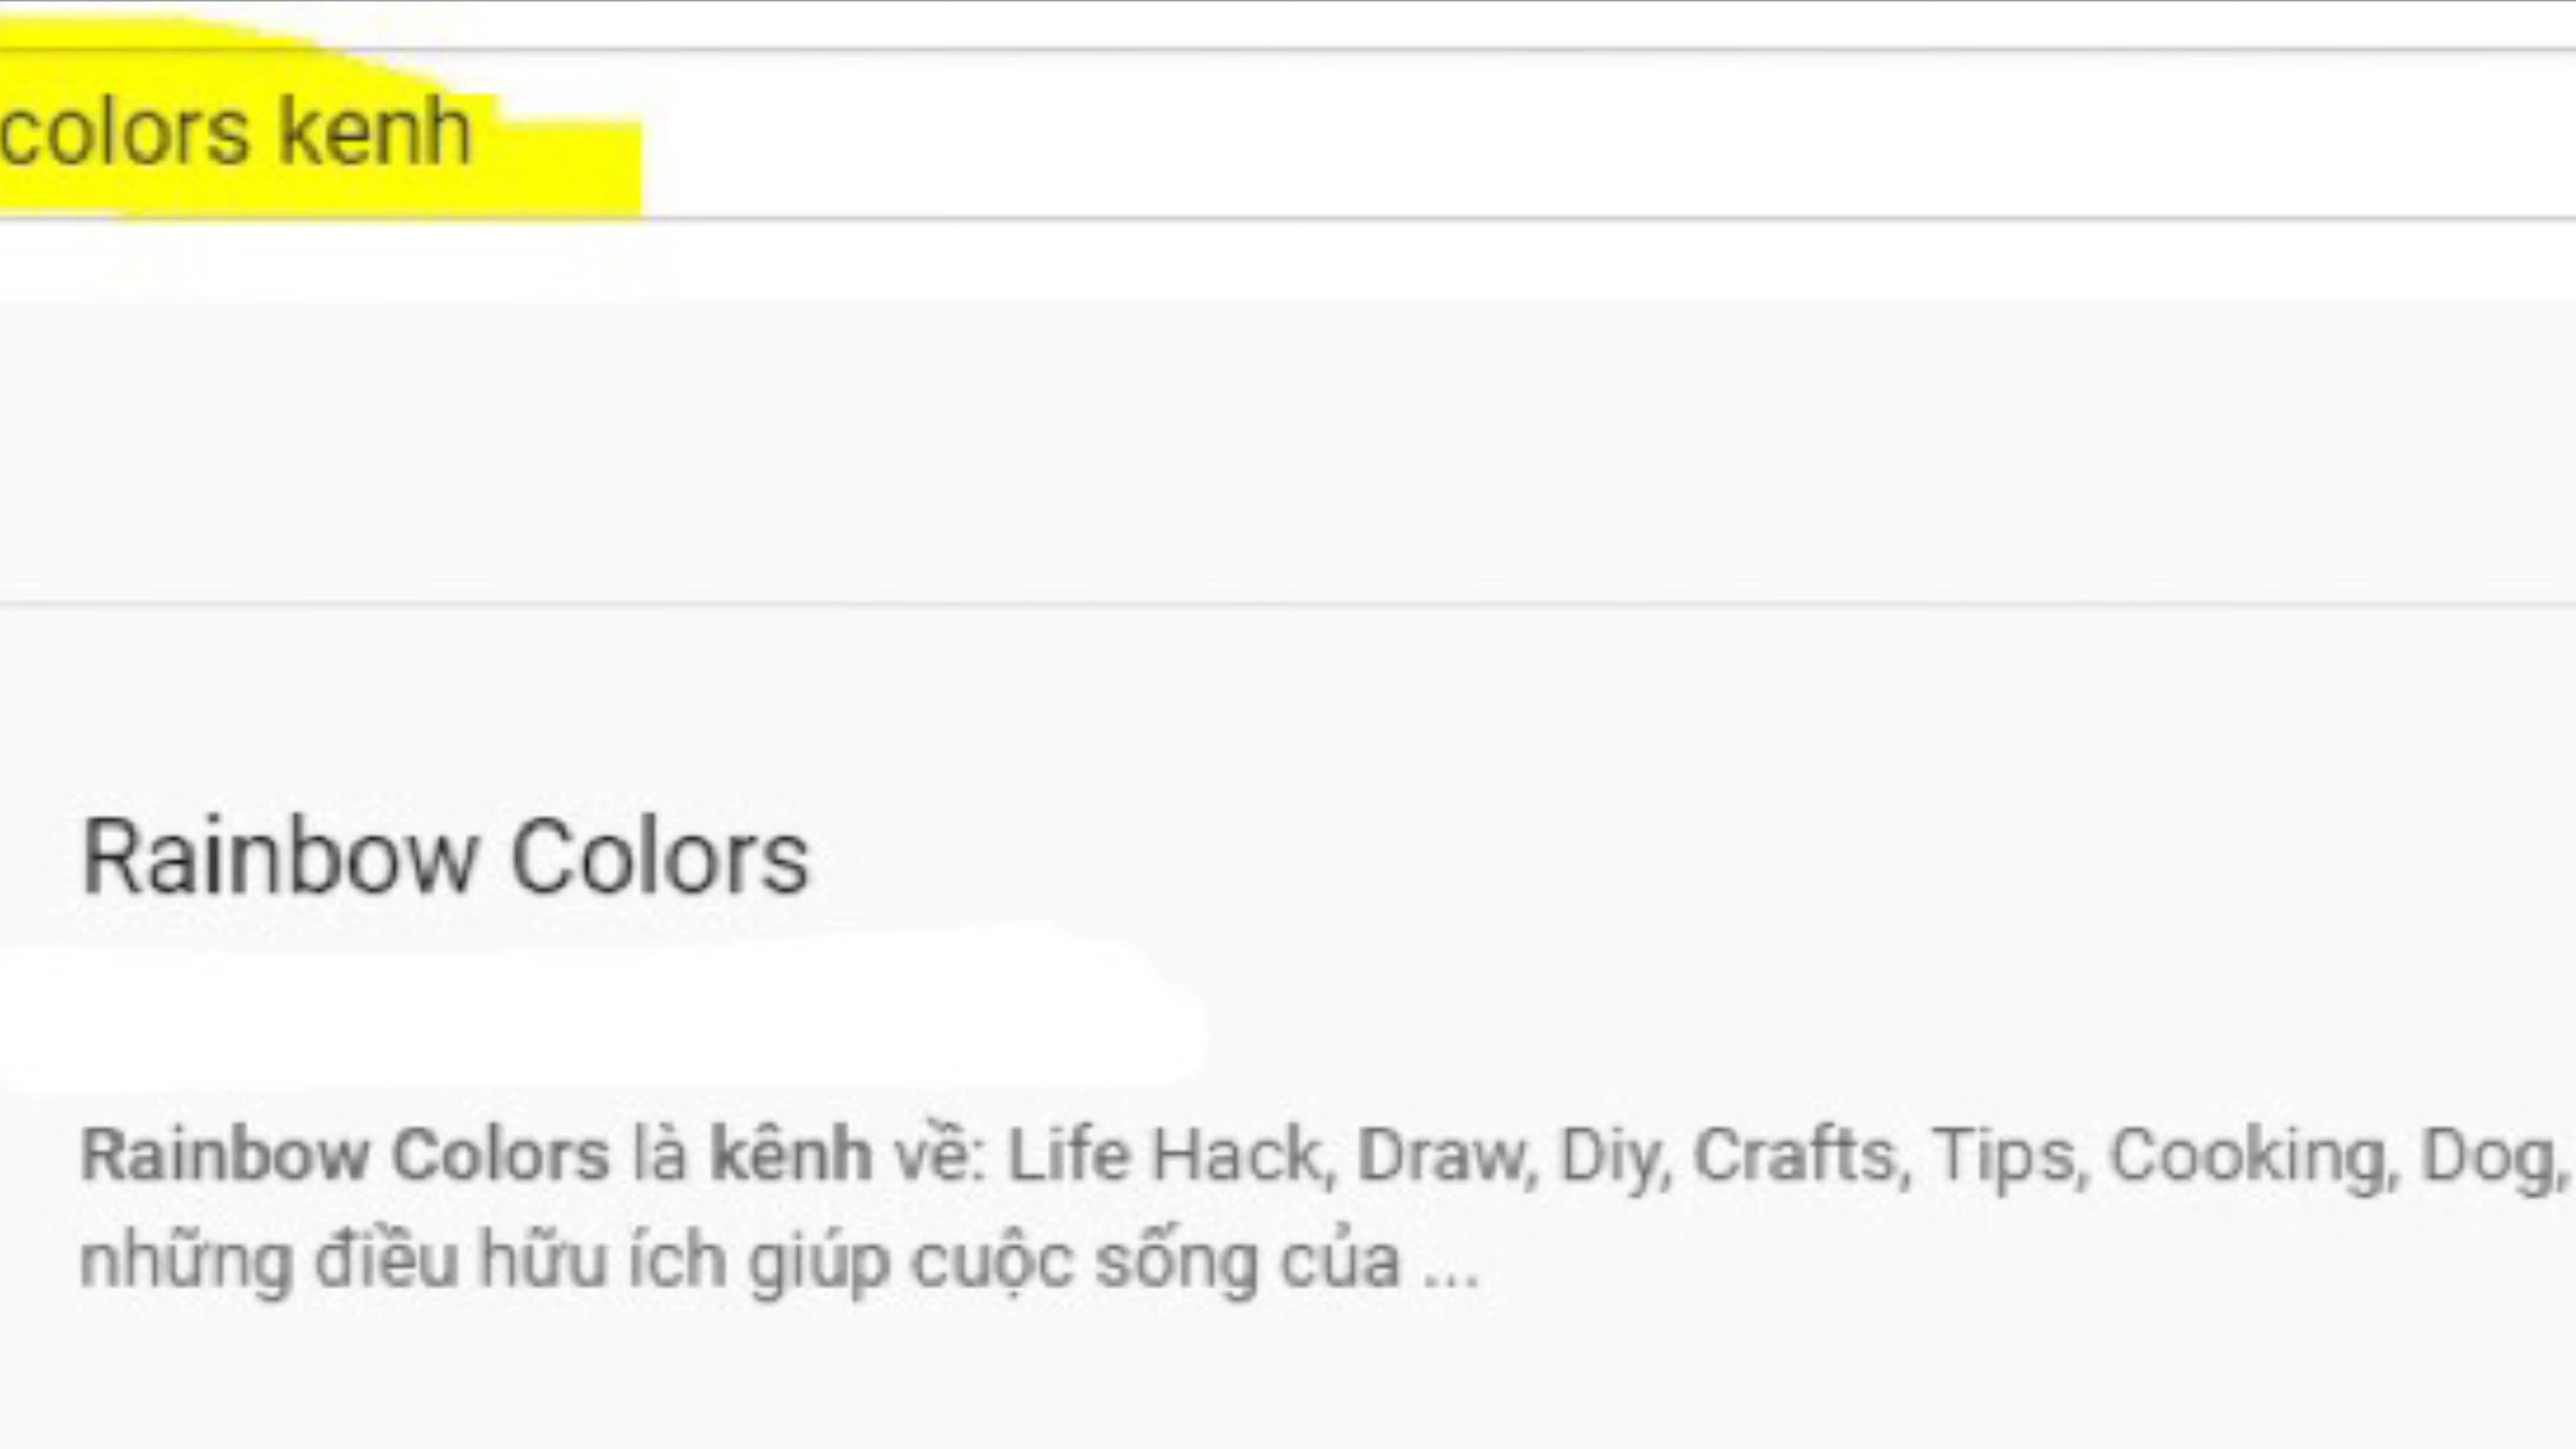 colors kenh
Rainbow Colors
Rainbow Colors là kênh về: Life Hack, Draw, Diy, Crafts, Tips, Cooking, Dog,
những điều hữu ích giúp cuộc sống của ...